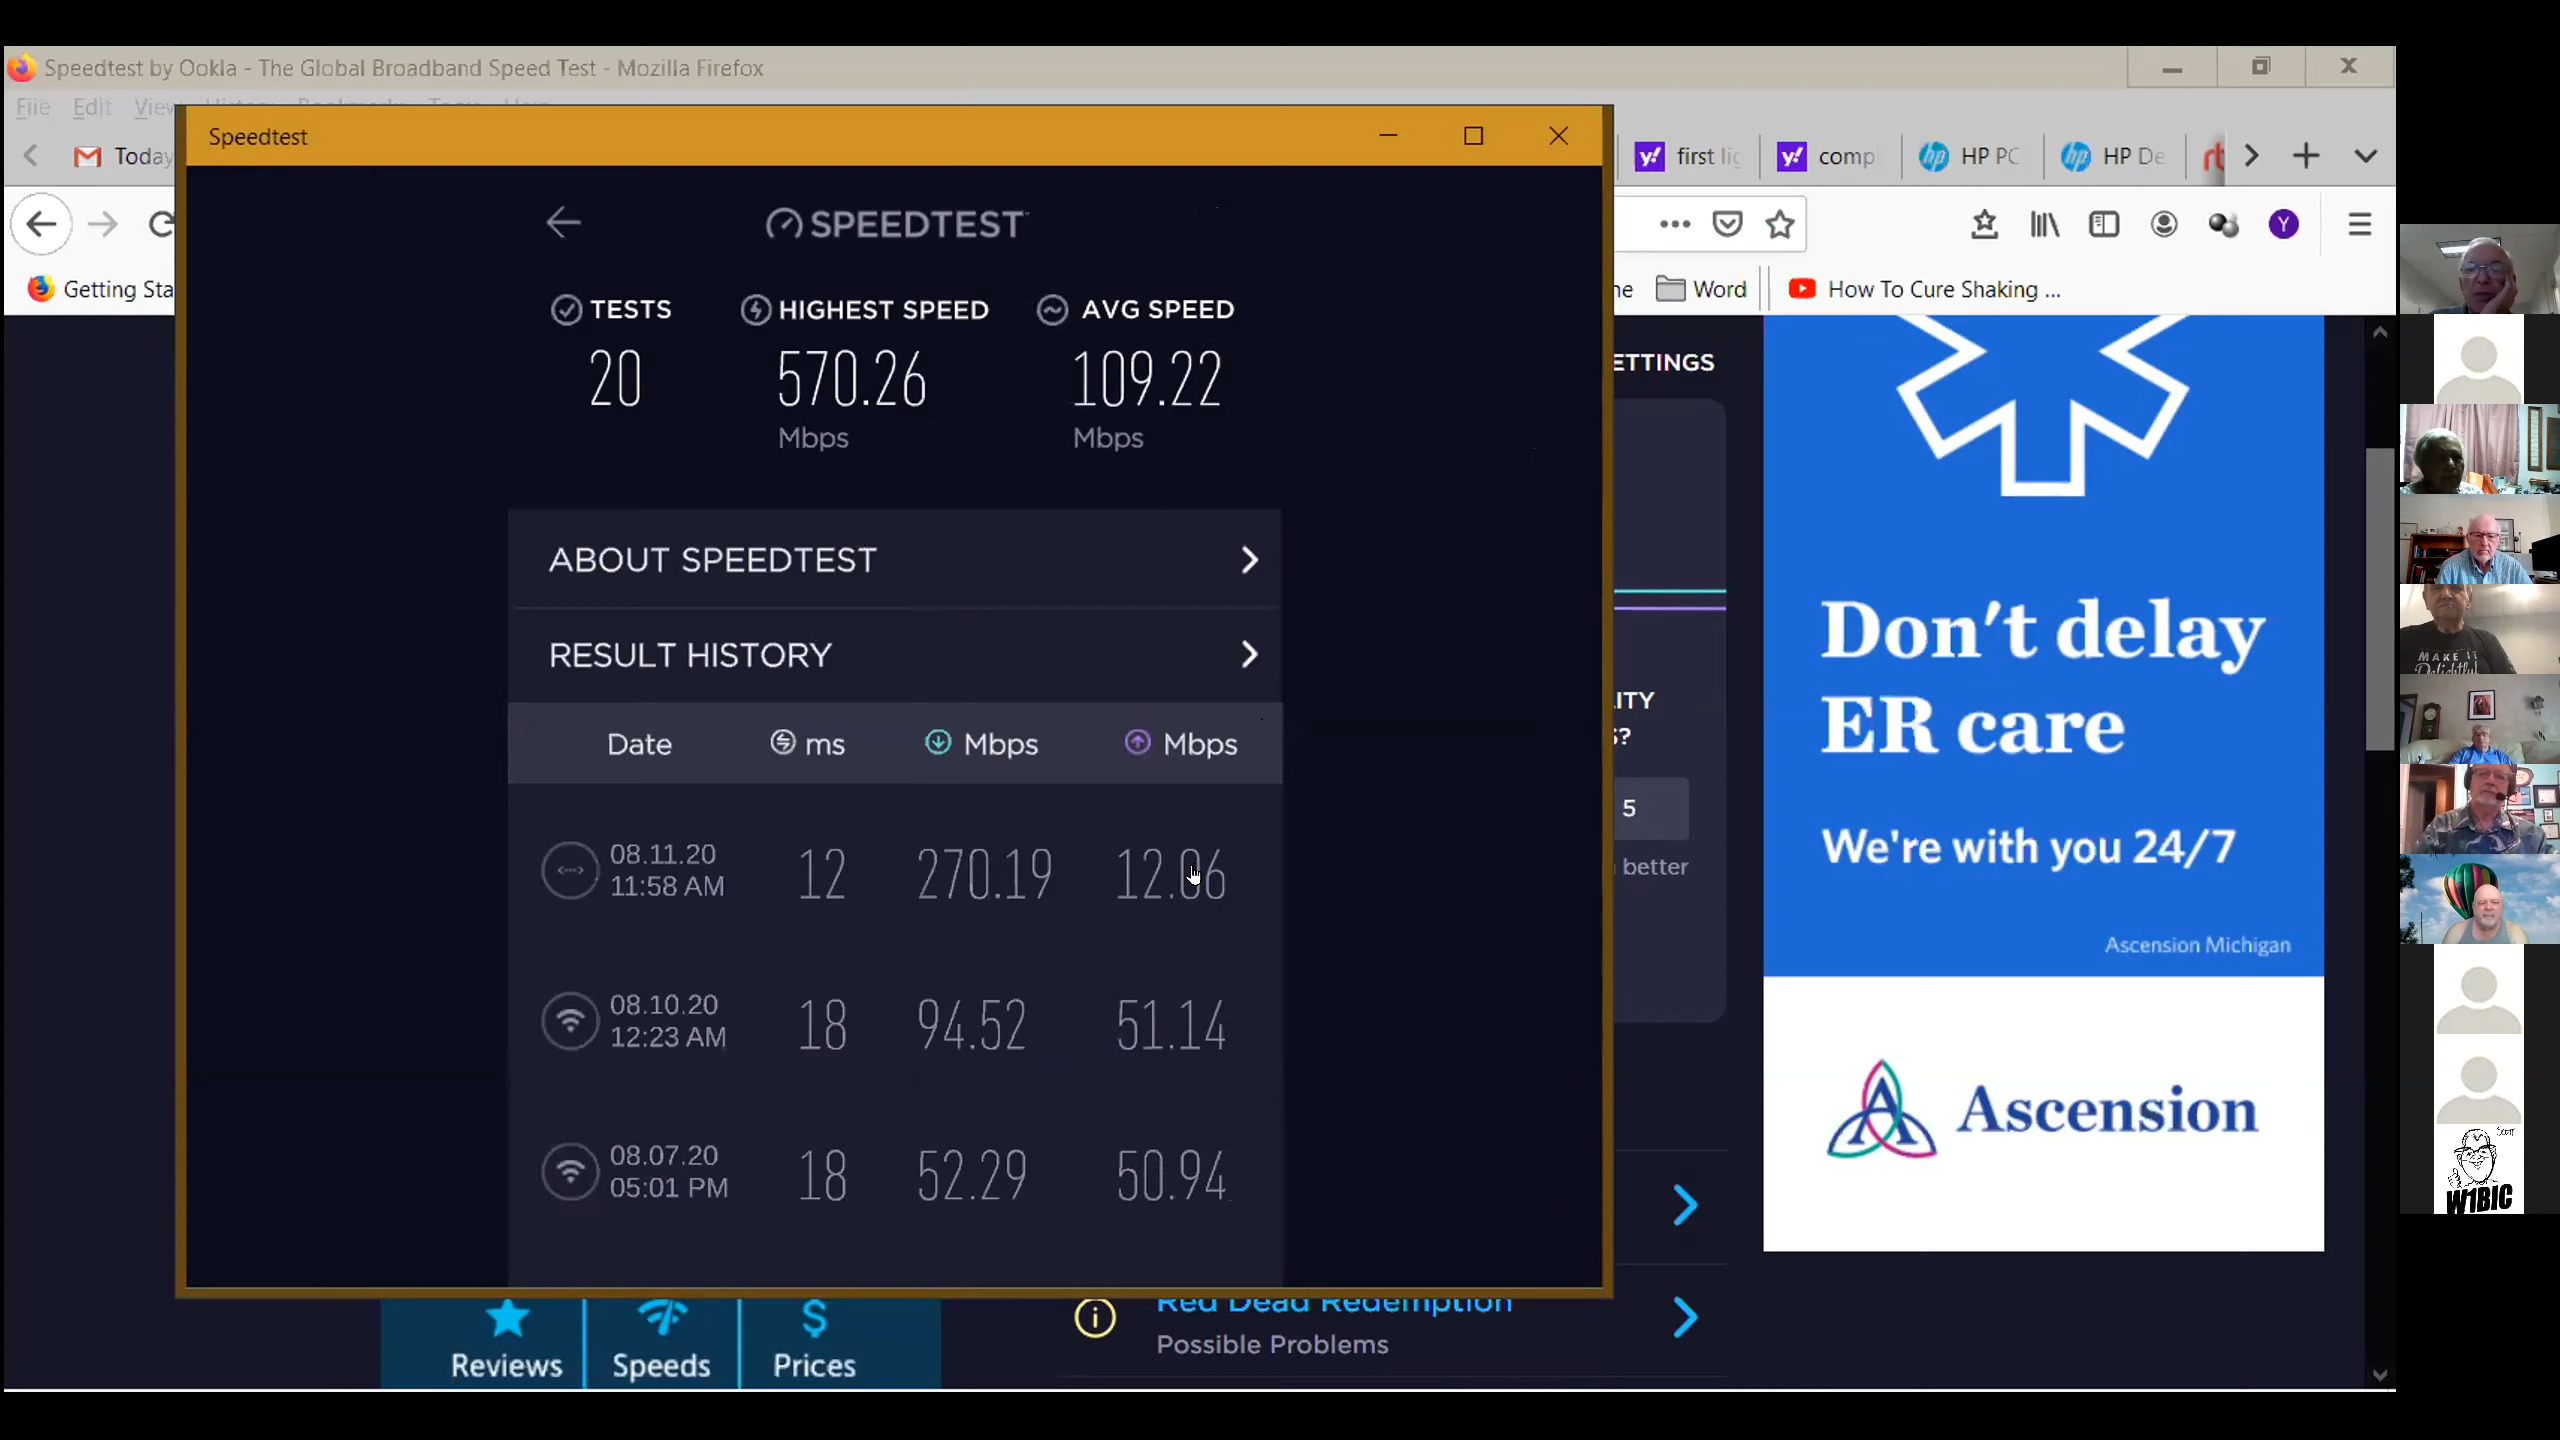 Speedtest by Ookla - The Global Broadband Speed Test - Mozilla Firefox
File Edit View
Speedtest
Today
first lig
comp
HP PC
HP De
Getting Sta
Word
How To Cure Shaking ...
Y
SPEEDTEST
TESTS HIGHEST SPEED AVG SPEED
20 570.26 109.22
Mbps Mbps
ABOUT SPEEDTEST
RESULT HISTORY
Date ms Mbps Mbps
08.11.20
11:58 AM
12 270.19 12.06
08.10.20
12:23 AM
18 94.52 51.14
08.07.20
05:01 PM
18 52.29 50.94
ETTINGS
ITY
?
5
better
Reviews Speeds Prices
Red Dead Redemption
Possible Problems
Don't delay
ER care
We're with you 24/7
Ascension Michigan
Ascension
MAKE IT
Delightful
Scott
W1BIC